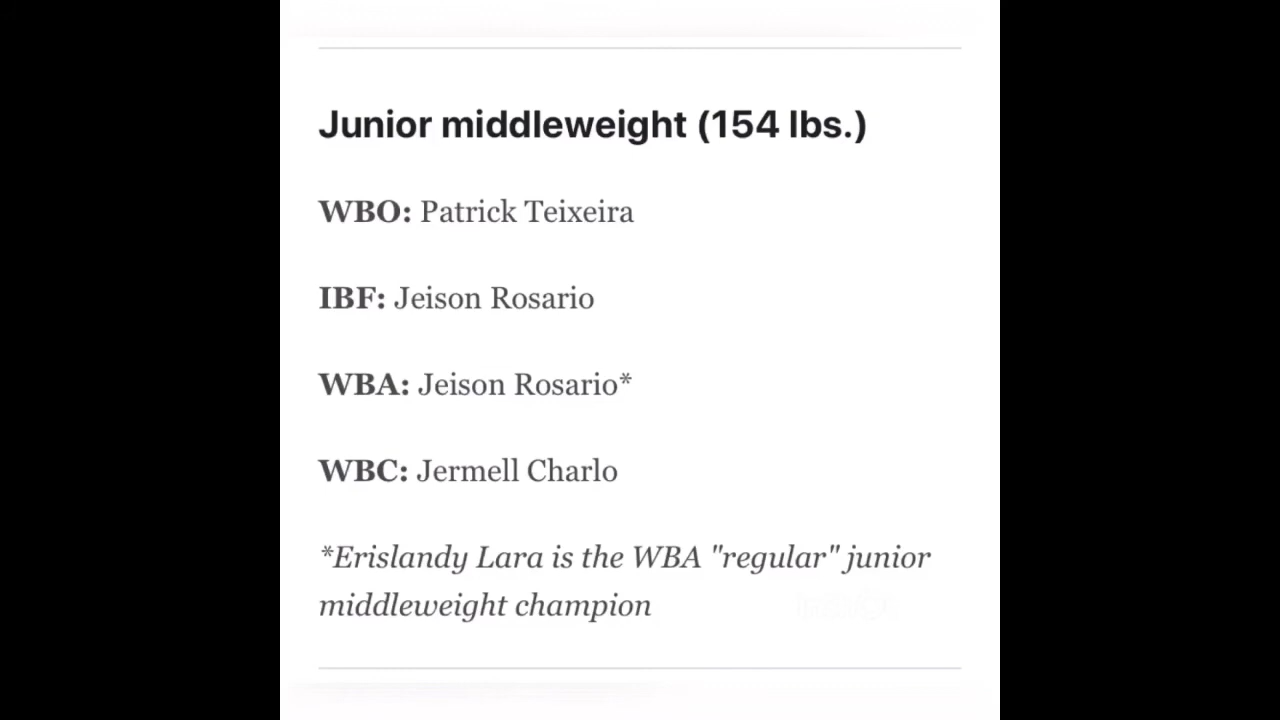 Junior middleweight (154 lbs.)
WBO: Patrick Teixeira
IBF: Jeison Rosario
WBA: Jeison Rosario*
WBC: Jermell Charlo
*Erislandy Lara is the WBA "regular" junior
middleweight champion